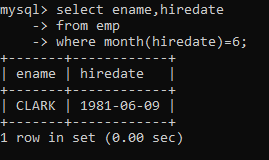 mysql> select ename,hiredate
    -> from emp
    -> where month(hiredate)=6;
+-------+------------+
| ename | hiredate   |
+-------+------------+
| CLARK | 1981-06-09 |
+-------+------------+
1 row in set (0.00 sec)